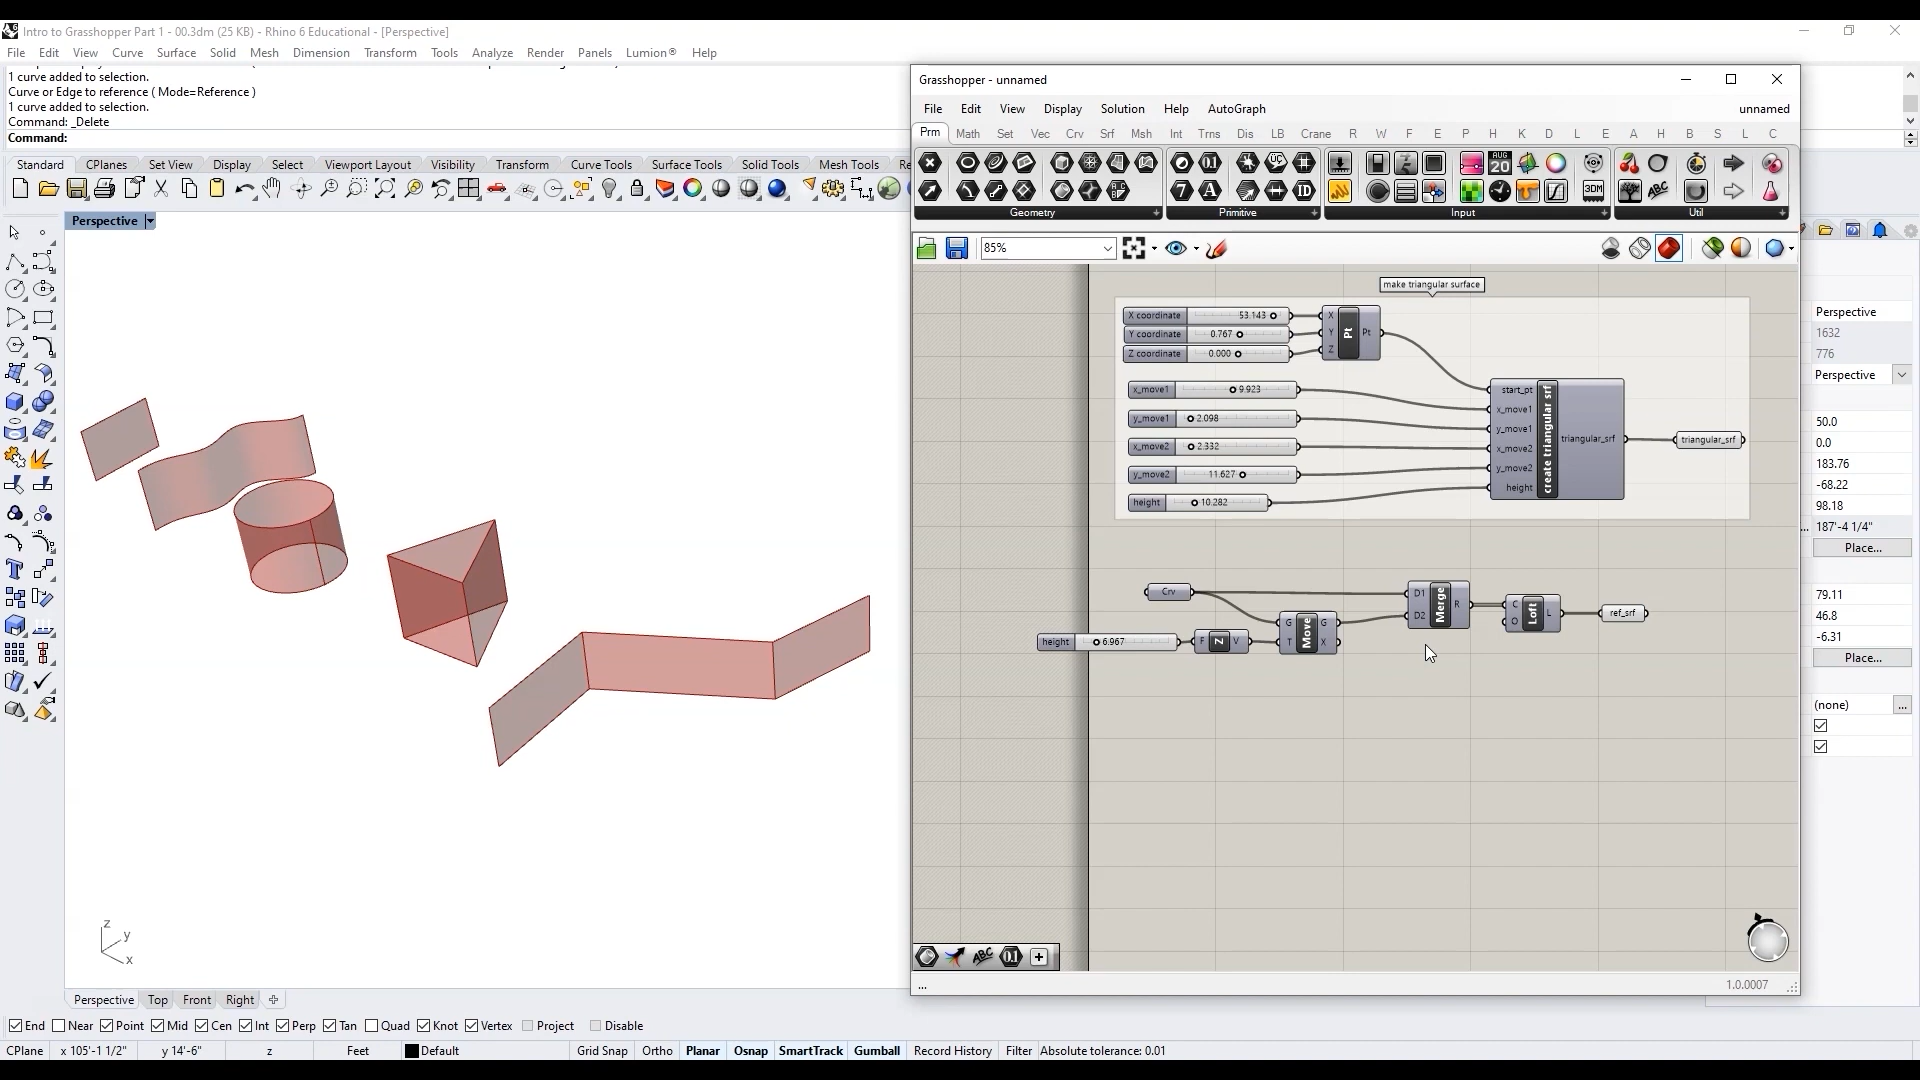 Intro to Grasshopper Part 1 - 00.3dm (25 KB) - Rhino 6 Educational - [Perspective]
File Edit View Curve Surface Solid Mesh Dimension Transform Tools Analyze Render Panels Lumion® Help
1 curve added to selection.
Curve or Edge to reference ( Mode=Reference )
1 curve added to selection.
Command: _Delete
Command:
Standard CPlanes Set View Display Select Viewport Layout Visibility Transform Curve Tools Surface Tools Solid Tools Mesh Tools Re
Perspective
Grasshopper - unnamed
File Edit View Display Solution Help AutoGraph unnamed
Prm Math Set Vec Crv Srf Msh Int Trns Dis LB Crane R W F E P H K D L E A H B S L C
Geometry Primitive Input Util
85%
make triangular surface
X coordinate 53.143
Y coordinate 0.767
Z coordinate 0.000
X
Y
Z
Pt
Pt
x_move1 9.923
y_move1 2.098
x_move2 2.332
y_move2 11.627
height 10.282
start_pt
x_move1
y_move1
x_move2
y_move2
height
create triangular srf
triangular_srf
triangular_srf
Crv
height 6.967
F Z V
G
T
Move
G
X
D1
D2
Merge
R
C
O
Loft
L
ref_srf
...
1.0.0007
Perspective
1632
776
Perspective
50.0
0.0
183.76
-68.22
98.18
187'-4 1/4"
Place...
79.11
46.8
-6.31
Place...
(none) ...
z
y
x
Perspective Top Front Right
End Near Point Mid Cen Int Perp Tan Quad Knot Vertex Project Disable
CPlane x 105'-1 1/2" y 14'-6" z Feet Default Grid Snap Ortho Planar Osnap SmartTrack Gumball Record History Filter Absolute tolerance: 0.01